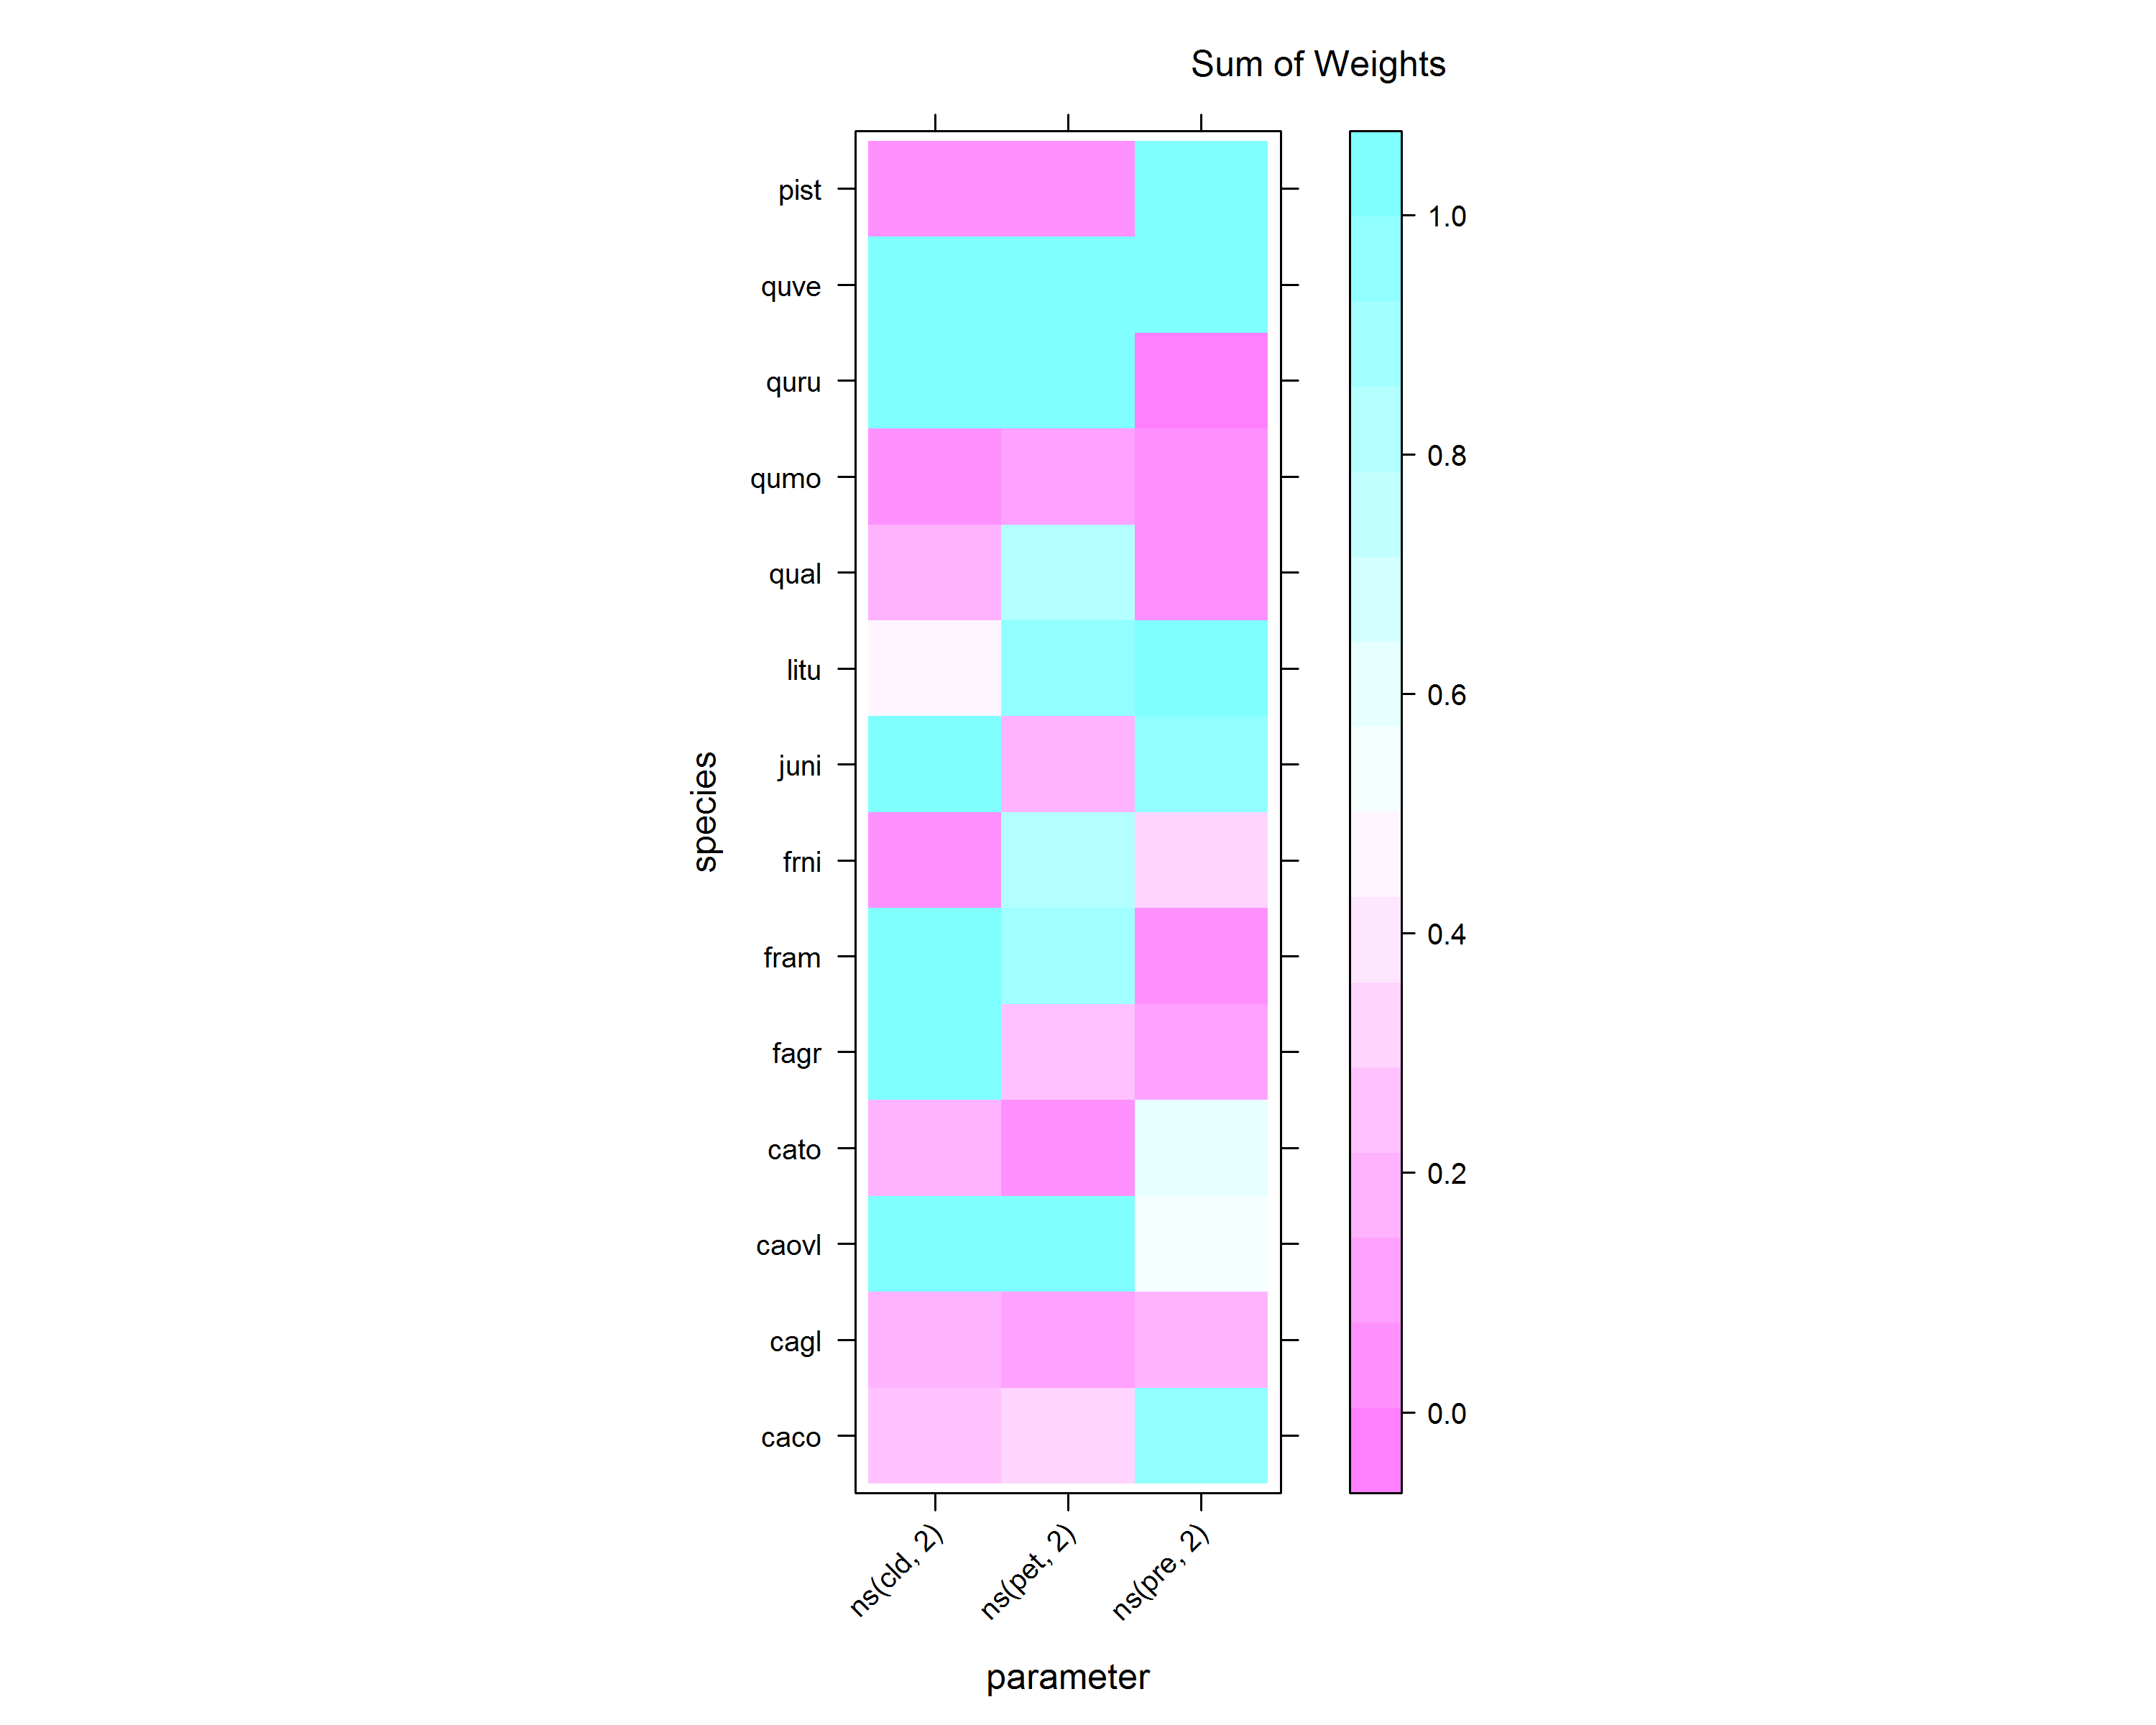 Sum of Weights
pist
quve
quru
qumo
qual
litu
juni
frni
fram
fagr
cato
caovl
cagl
caco
species
1.0
0.8
0.6
0.4
0.2
0.0
ns(cld, 2)
ns(pet, 2)
ns(pre, 2)
parameter